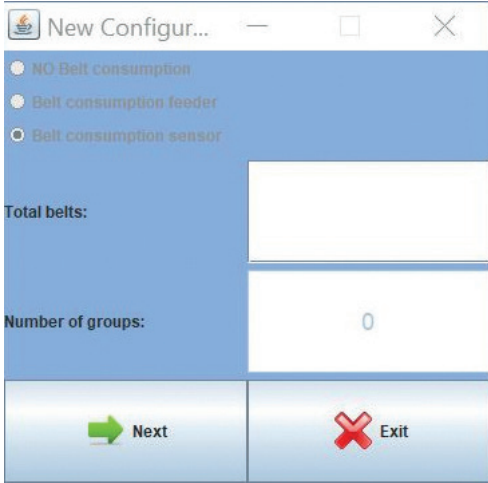 New Configur...
NO Belt consumption
Belt consumption feeder
Belt consumption sensor
Total belts:
Number of groups:
0
Next
Exit